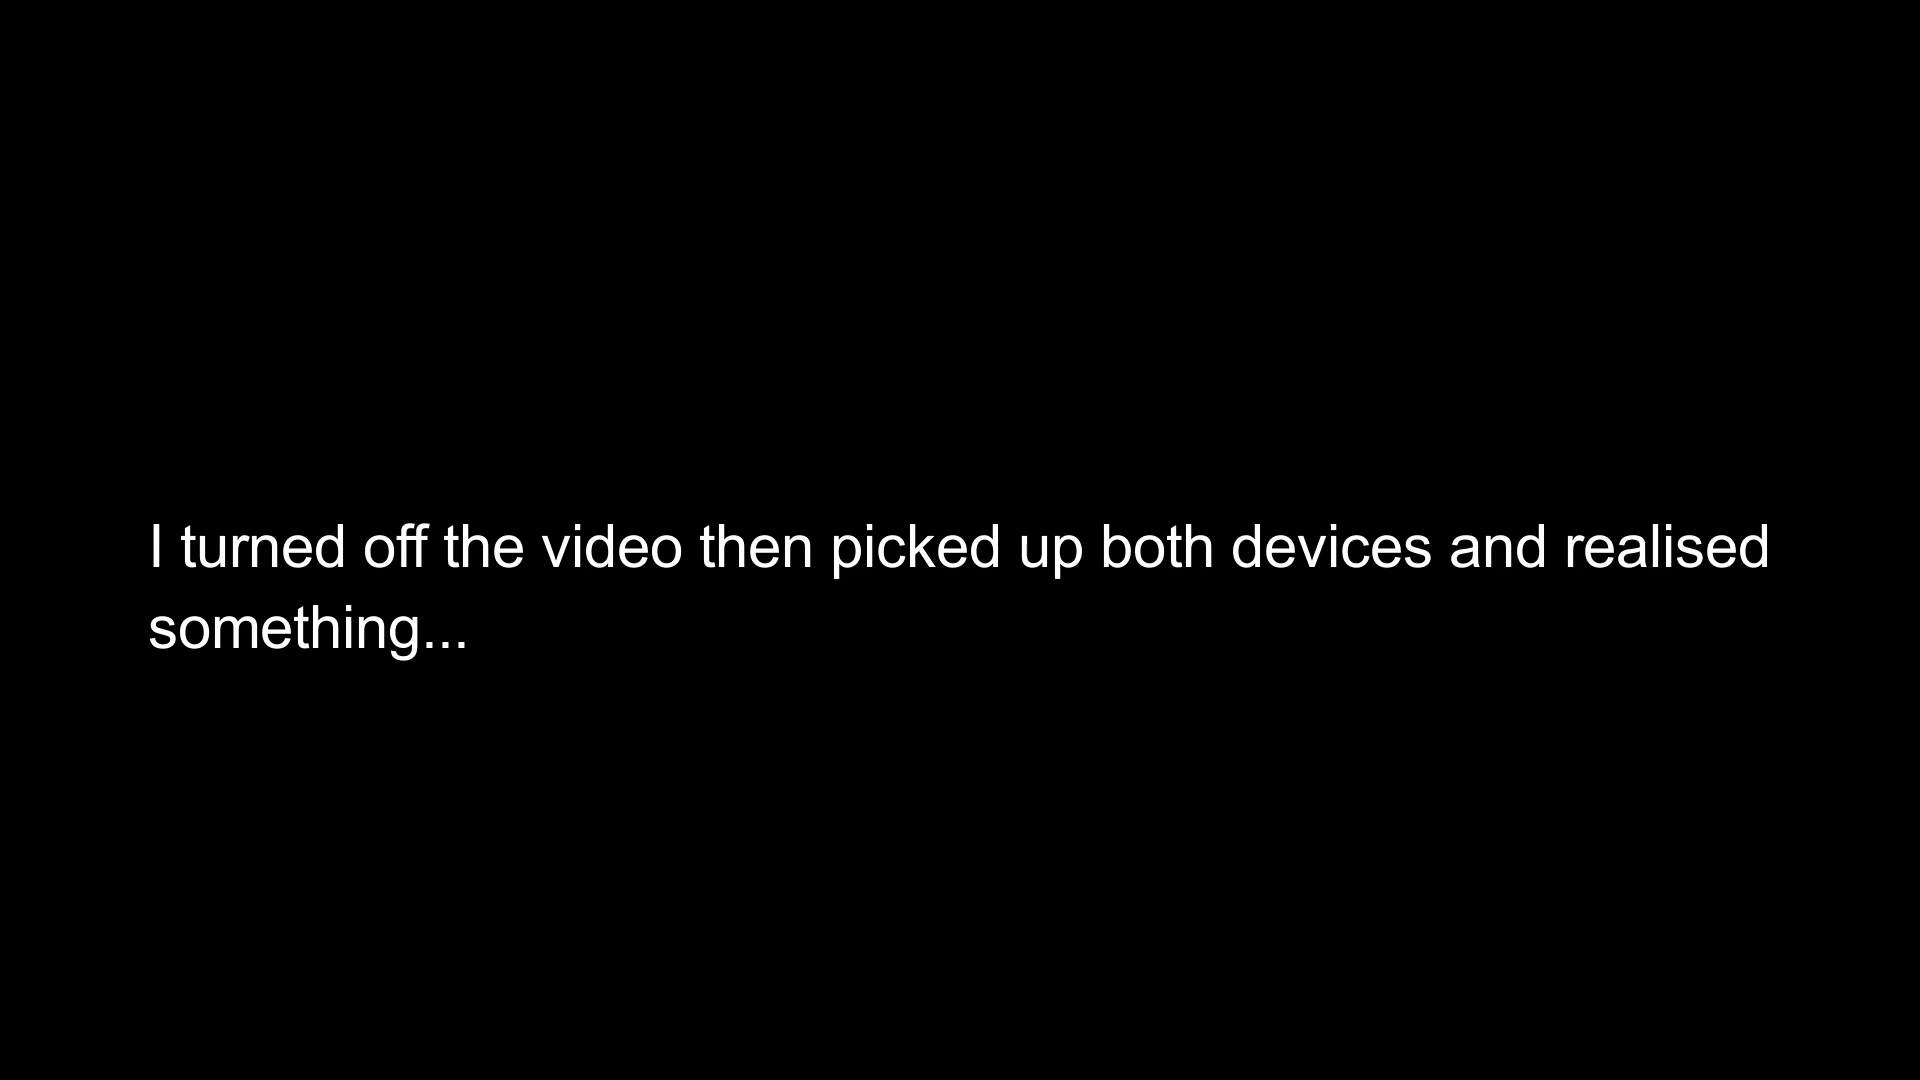 I turned off the video then picked up both devices and realised
something...